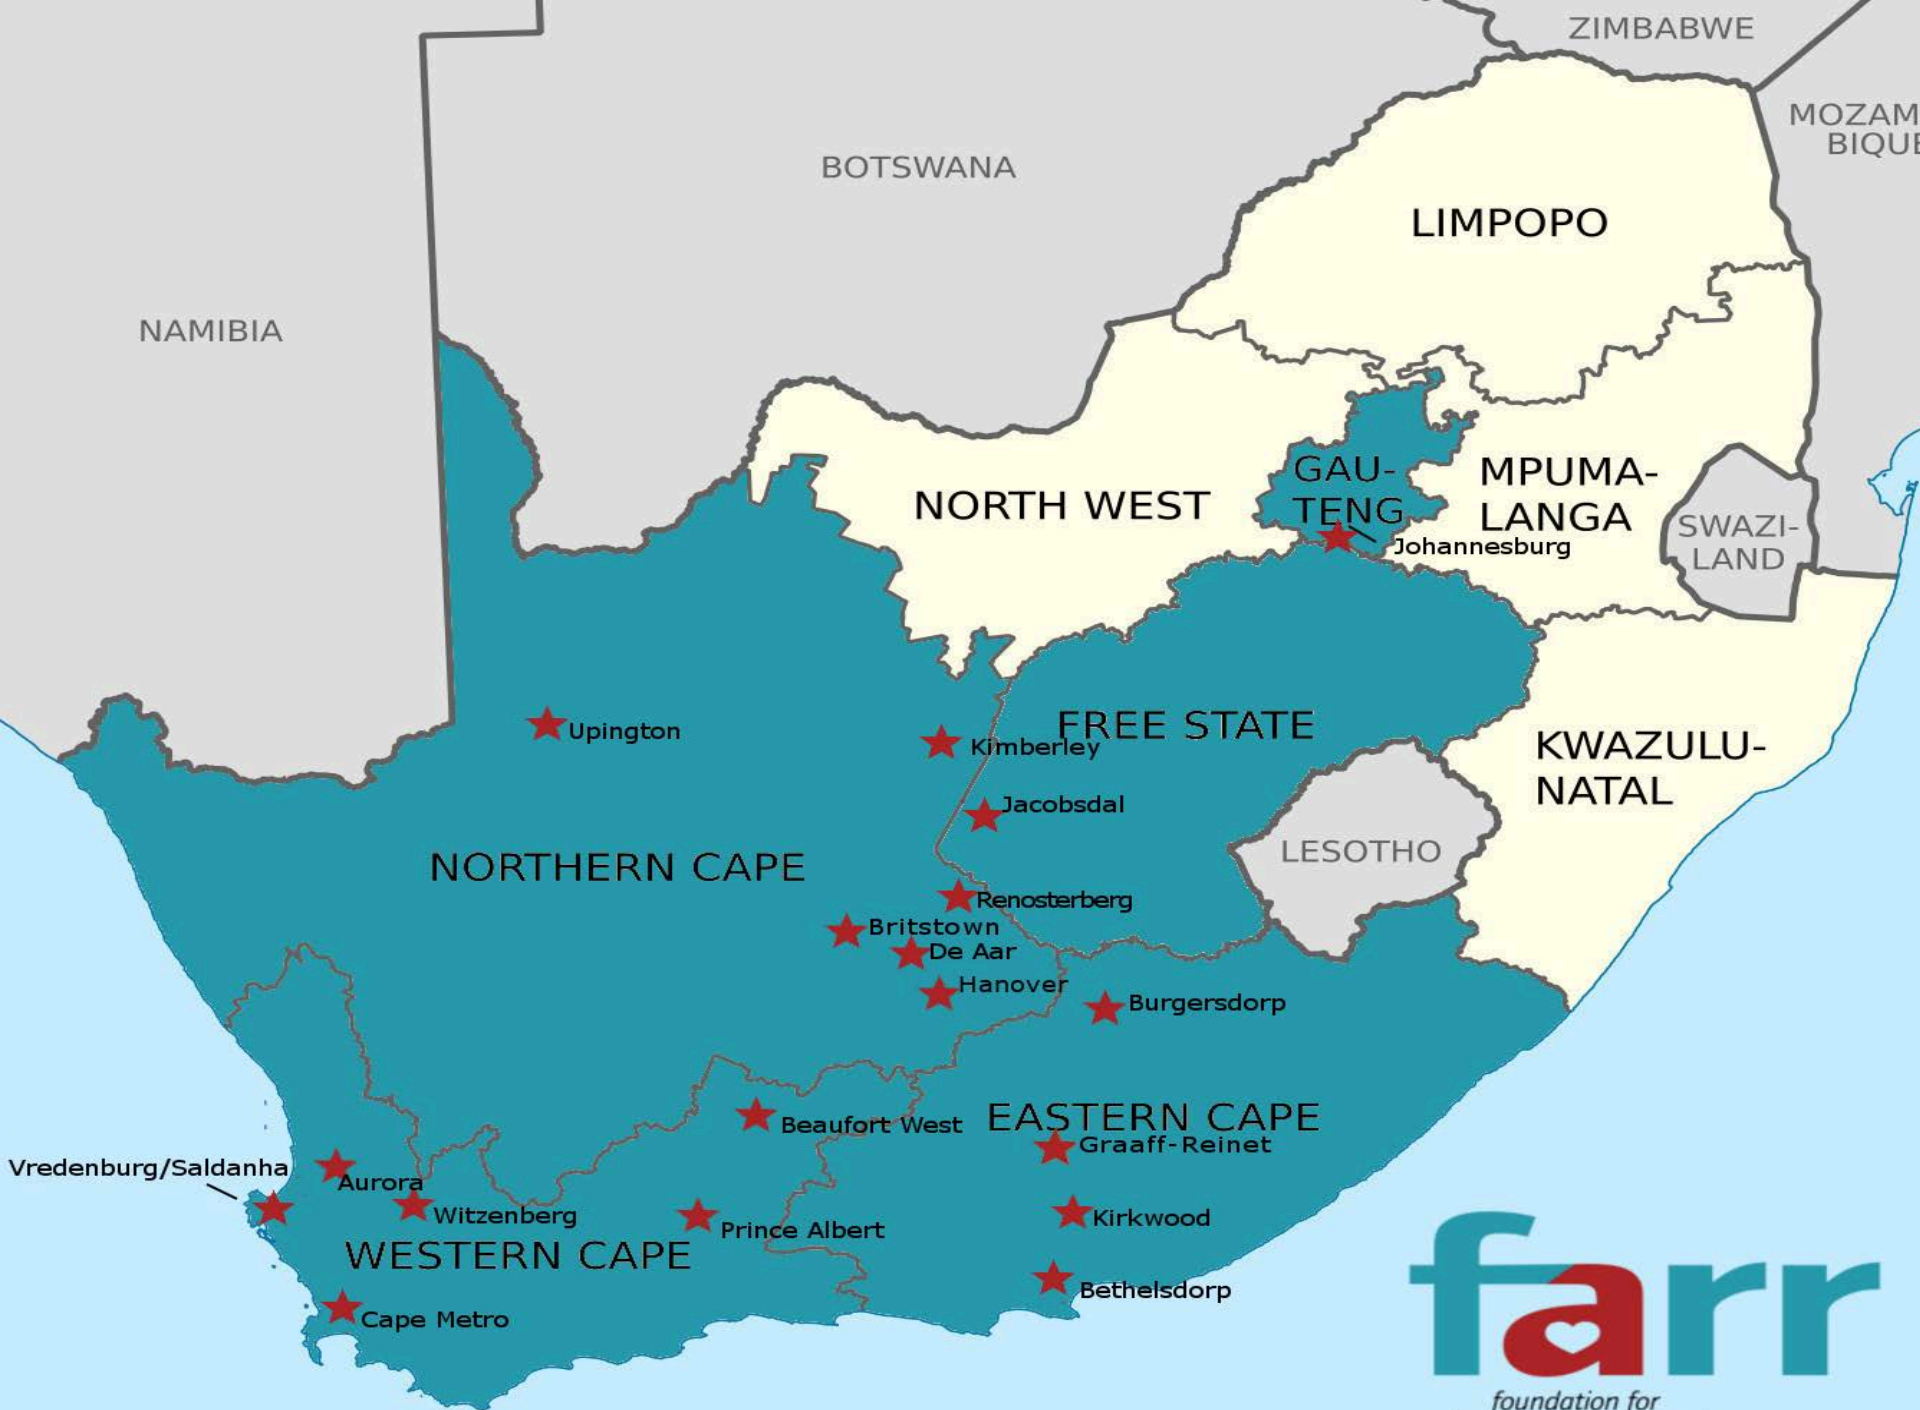 ZIMBABWE
MOZAM
BIQUE
BOTSWANA
LIMPOPO
NAMIBIA
GAU-
TENG
MPUMA-
LANGA
NORTH WEST
SWAZI-
LAND
Johannesburg
Upington
Kimberley
FREE STATE
KWAZULU-
NATAL
Jacobsdal
LESOTHO
NORTHERN CAPE
Renosterberg
Britstown
De Aar
Hanover
Burgersdorp
Beaufort West
EASTERN CAPE
Graaff-Reinet
Vredenburg/Saldanha
Aurora
Witzenberg
Prince Albert
Kirkwood
WESTERN CAPE
Bethelsdorp
Cape Metro
farr
foundation for